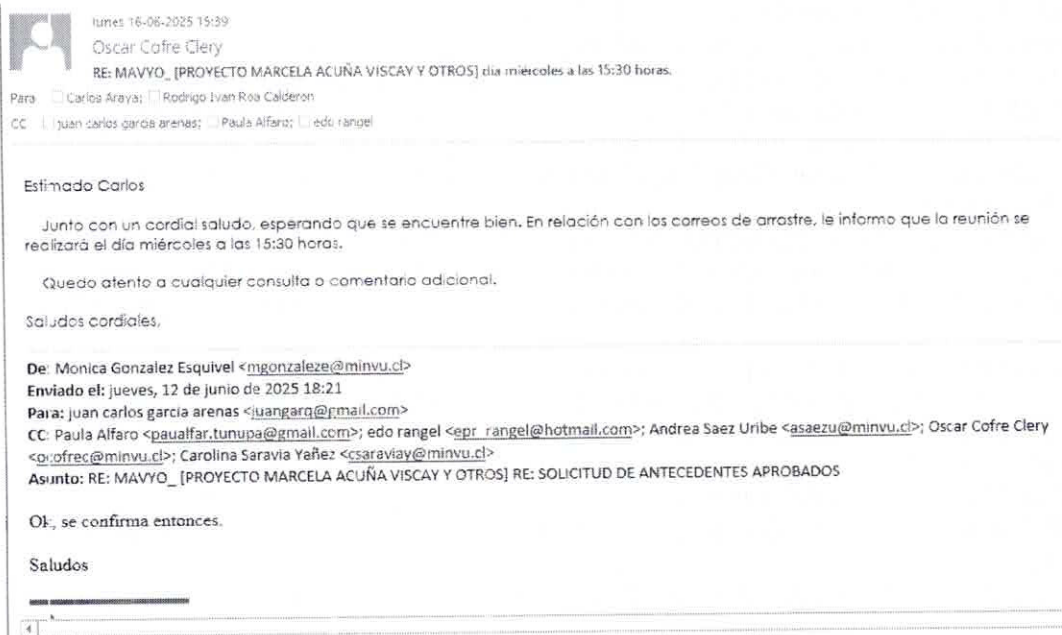 lunes 16-06-2025 15:39
Oscar Cofre Clery
RE: MAVYO_ [PROYECTO MARCELA ACUÑA VISCAY Y OTROS] dia miercoles a las 15:30 horas.
Para Carlos Araya; Rodrigo Ivan Roa Calderon
CC juan carlos garcia arenas; Paula Alfaro; edo rangel
Estimado Carlos
Junto con un cordial saludo, esperando que se encuentre bien. En relación con los correos de arrastre, le informo que la reunión se
realizará el día miércoles a las 15:30 horas.
Quedo atento a cualquier consulta o comentario adicional.
Saludos cordiales,
De: Monica Gonzalez Esquivel <mgonzaleze@minvu.cl>
Enviado el: jueves, 12 de junio de 2025 18:21
Para: juan carlos garcia arenas <juangarq@gmail.com>
CC: Paula Alfaro <paualfar.tunupa@gmail.com>; edo rangel <epr_rangel@hotmail.com>; Andrea Saez Uribe <asaezu@minvu.cl>; Oscar Cofre Clery
<ocofrec@minvu.cl>; Carolina Saravia Yañez <csaraviay@minvu.cl>
Asunto: RE: MAVYO_ [PROYECTO MARCELA ACUÑA VISCAY Y OTROS] RE: SOLICITUD DE ANTECEDENTES APROBADOS
Ok, se confirma entonces.
Saludos